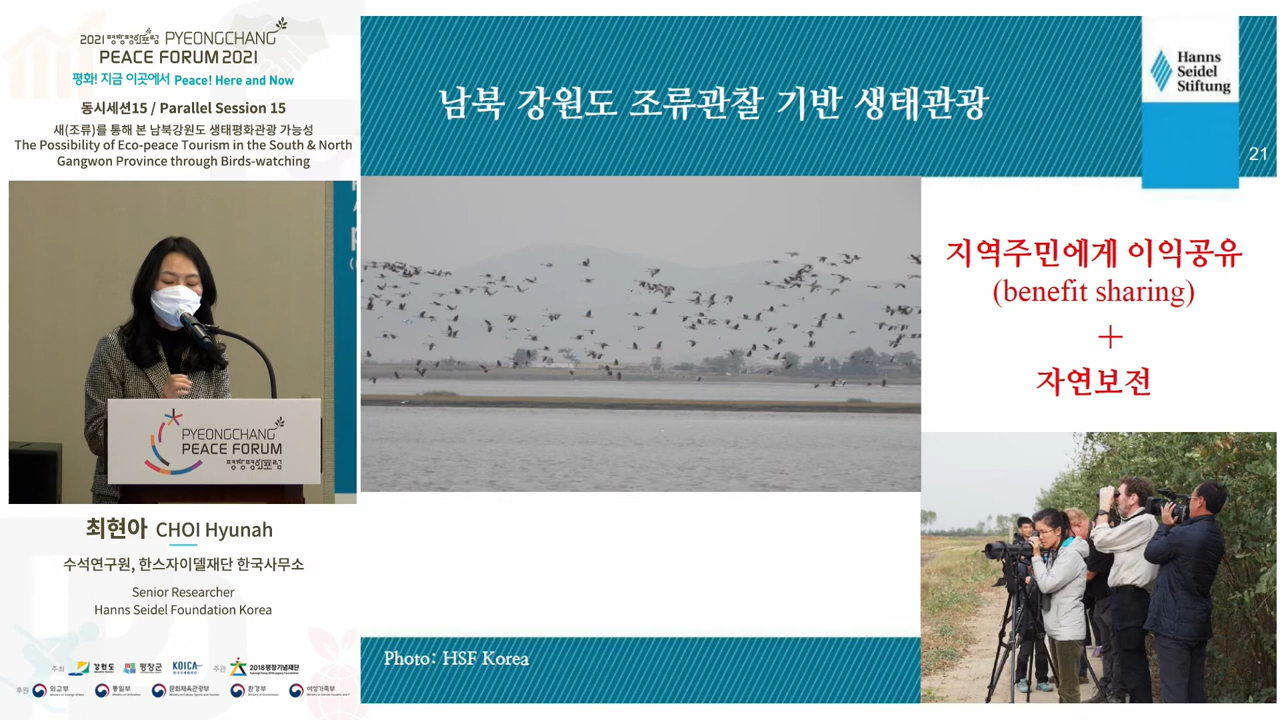 2021 평창평화포럼 PYEONGCHANG
PEACE FORUM 2021
평화! 지금 이곳에서 Peace! Here and Now
동시세션15 / Parallel Session 15
새(조류)를 통해 본 남북강원도 생태평화관광 가능성
The Possibility of Eco-peace Tourism in the South & North
Gangwon Province through Birds-watching
PYEONGCHANG
PEACE FORUM
평창평화포럼
최현아 CHOI Hyunah
수석연구원, 한스자이델재단 한국사무소
Senior Researcher
Hanns Seidel Foundation Korea
주최 강원도 평창군 KOICA 주관 2018평창기념재단
후원 외교부 통일부 문화체육관광부 환경부 여성가족부
남북 강원도 조류관찰 기반 생태관광
Hanns
Seidel
Stiftung
21
지역주민에게 이익공유
(benefit sharing)
+
자연보전
Photo: HSF Korea